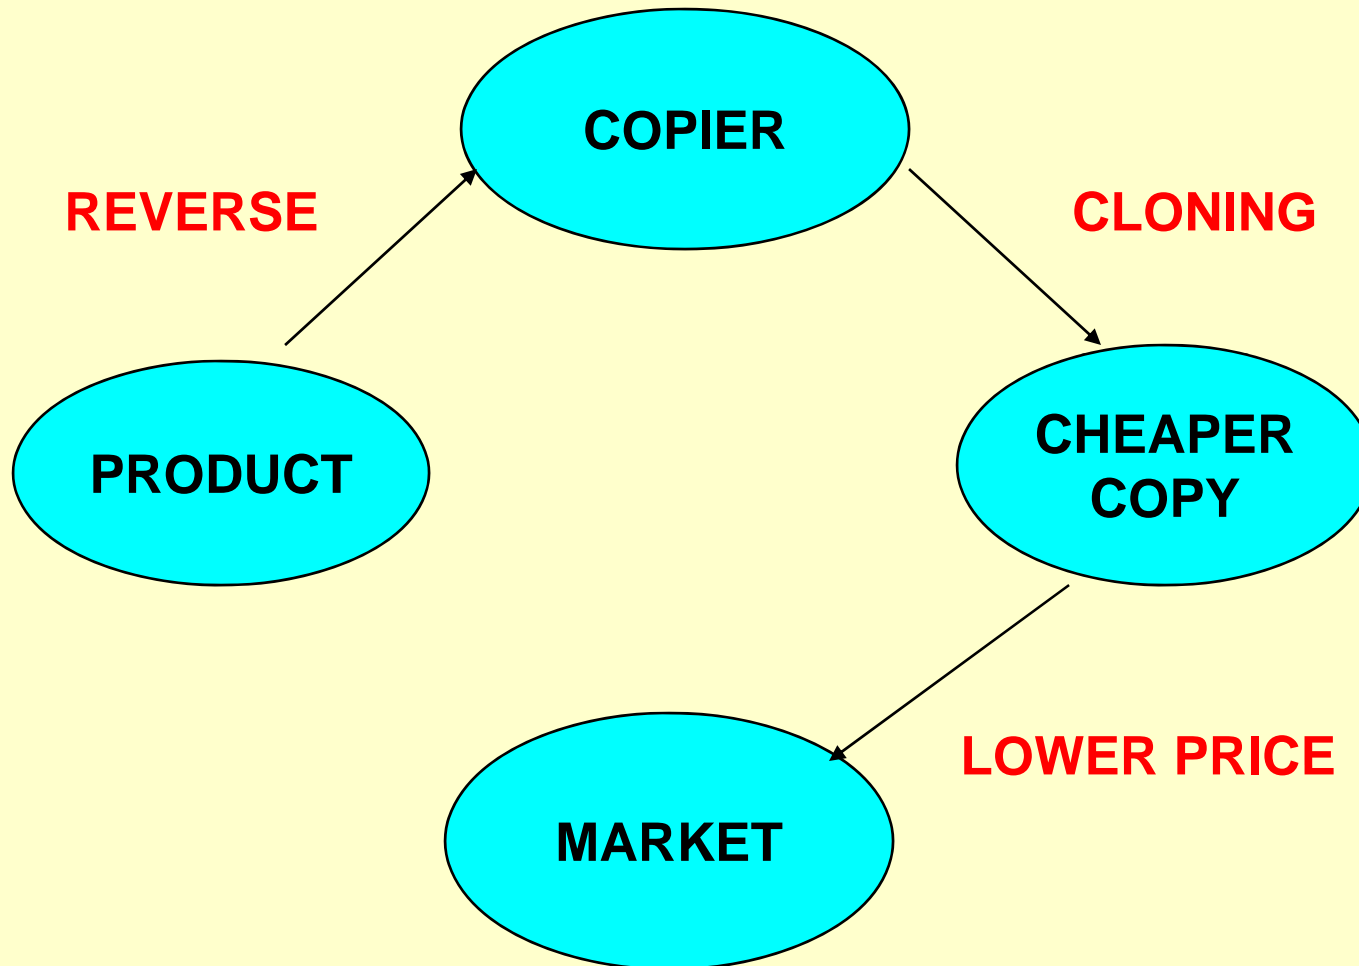 COPIER
REVERSE
CLONING
PRODUCT
CHEAPER
COPY
LOWER PRICE
MARKET